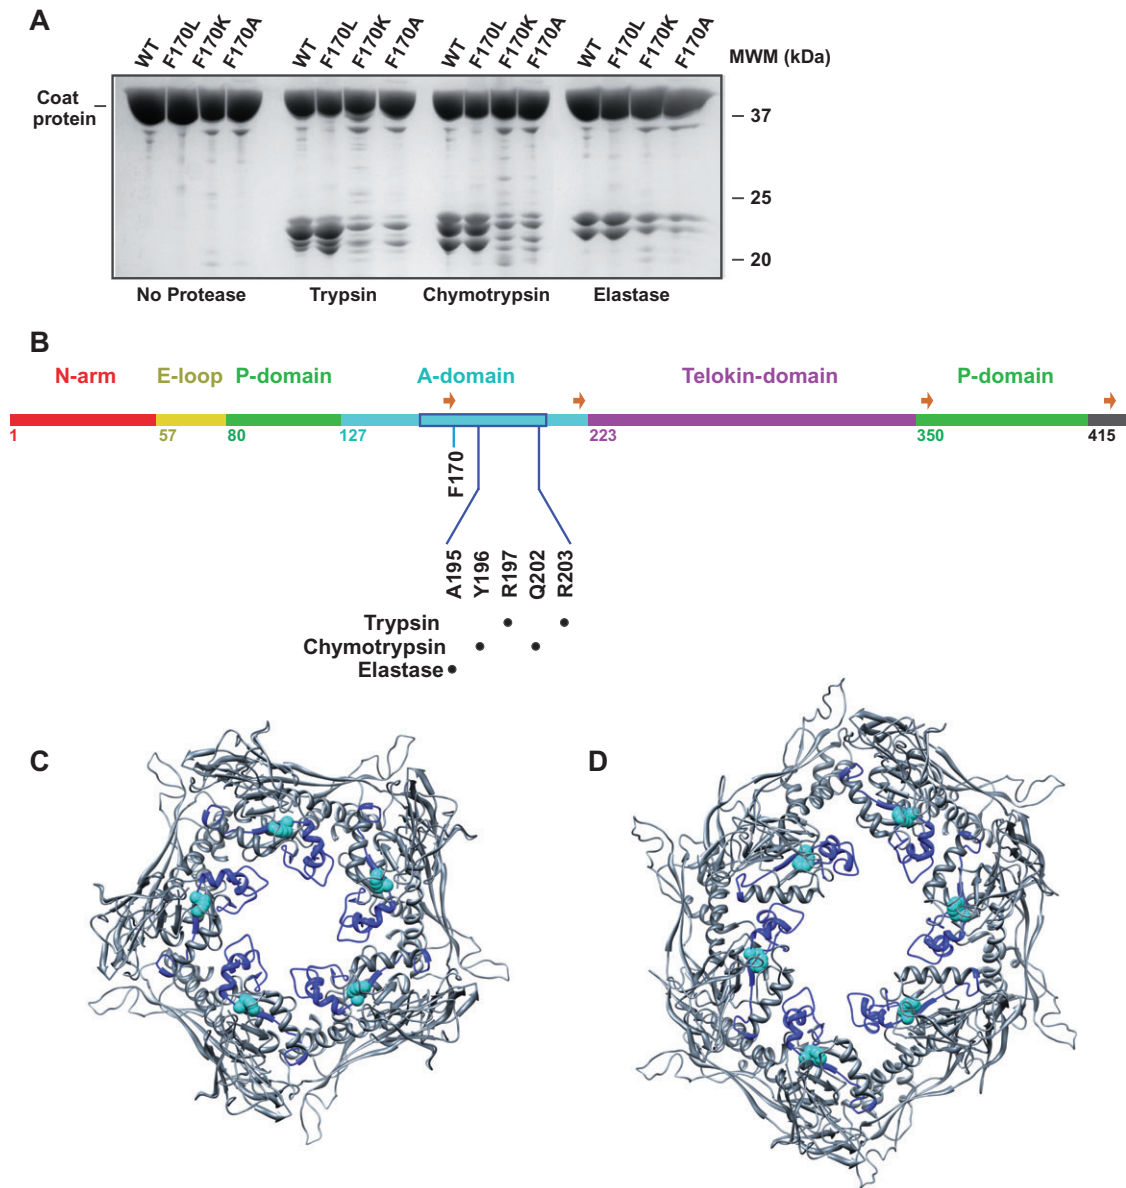 A
WT F170L F170K F170A WT F170L F170K F170A WT F170L F170K F170A WT F170L F170K F170A
MWM (kDa)
Coat protein –
– 37
– 25
– 20
No Protease Trypsin Chymotrypsin Elastase
B
N-arm E-loop P-domain A-domain Telokin-domain P-domain
1 57 80 127 223 350 415
F170
A195 Y196 R197 Q202 R203
Trypsin
Chymotrypsin
Elastase
C D